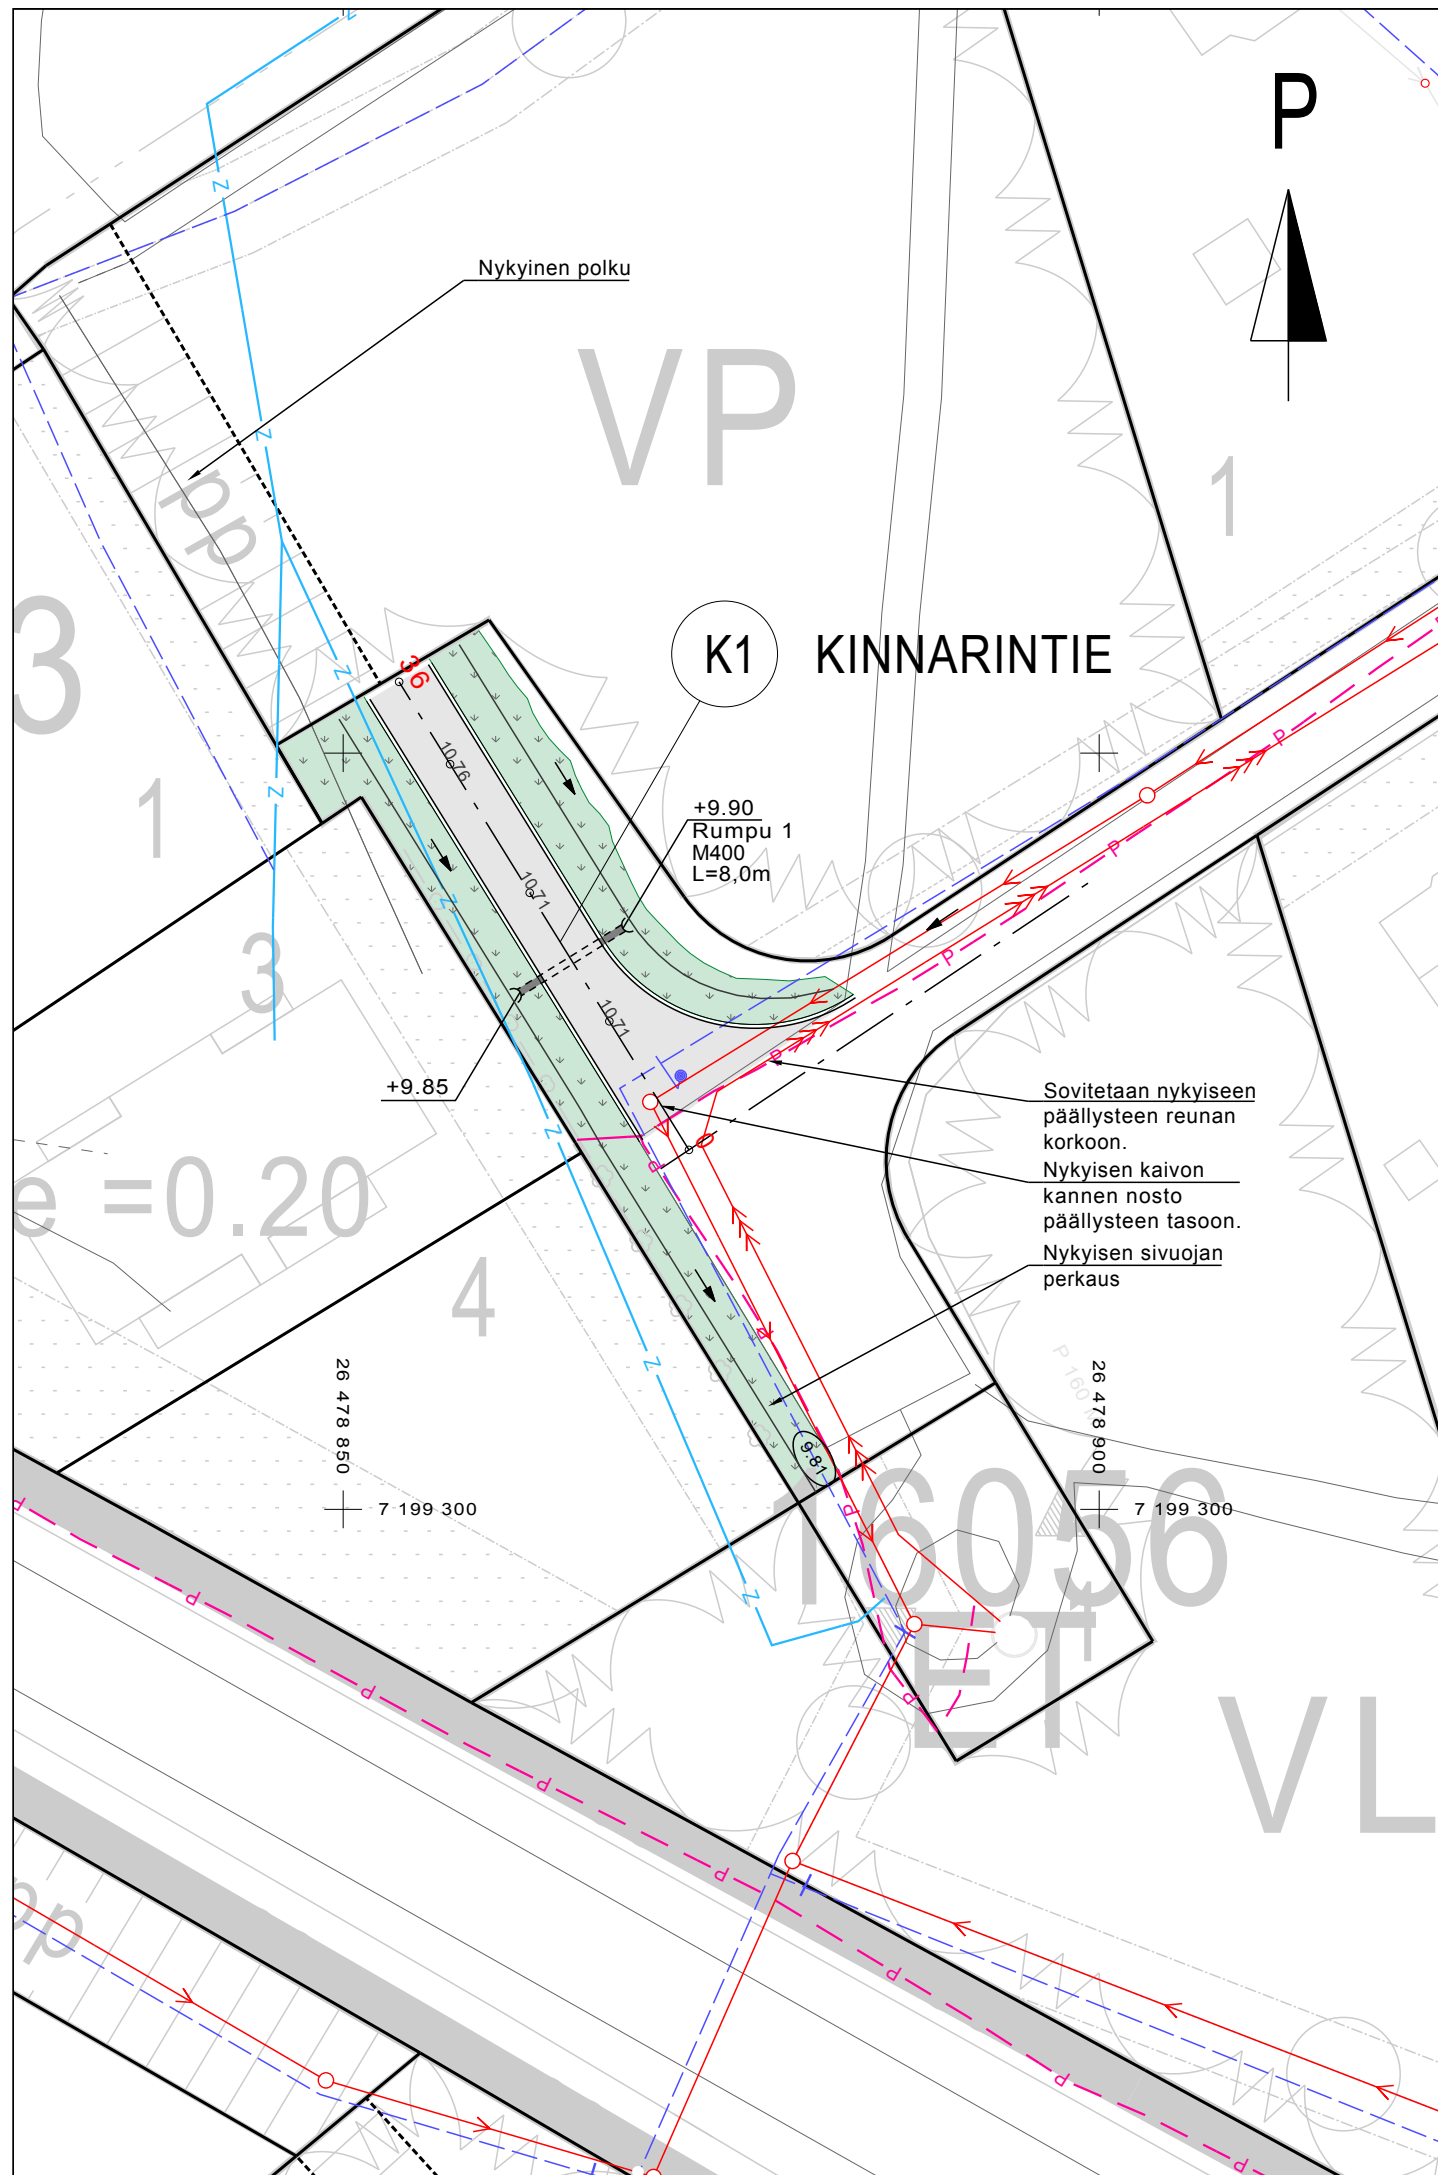 P
Nykyinen polku
VP
pp
1
3
36
K1 KINNARINTIE
10.76
1
+9.90
Rumpu 1
M400
L=8,0m
10.71
3
10.71
+9.85
Sovitetaan nykyiseen
päällysteen reunan
korkoon.
Nykyisen kaivon
kannen nosto
päällysteen tasoon.
Nykyisen sivuojan
perkaus
e =0.20
4
26 478 850
7 199 300
P 160
26 478 900
7 199 300
9.81
16056
ET
VL
pp